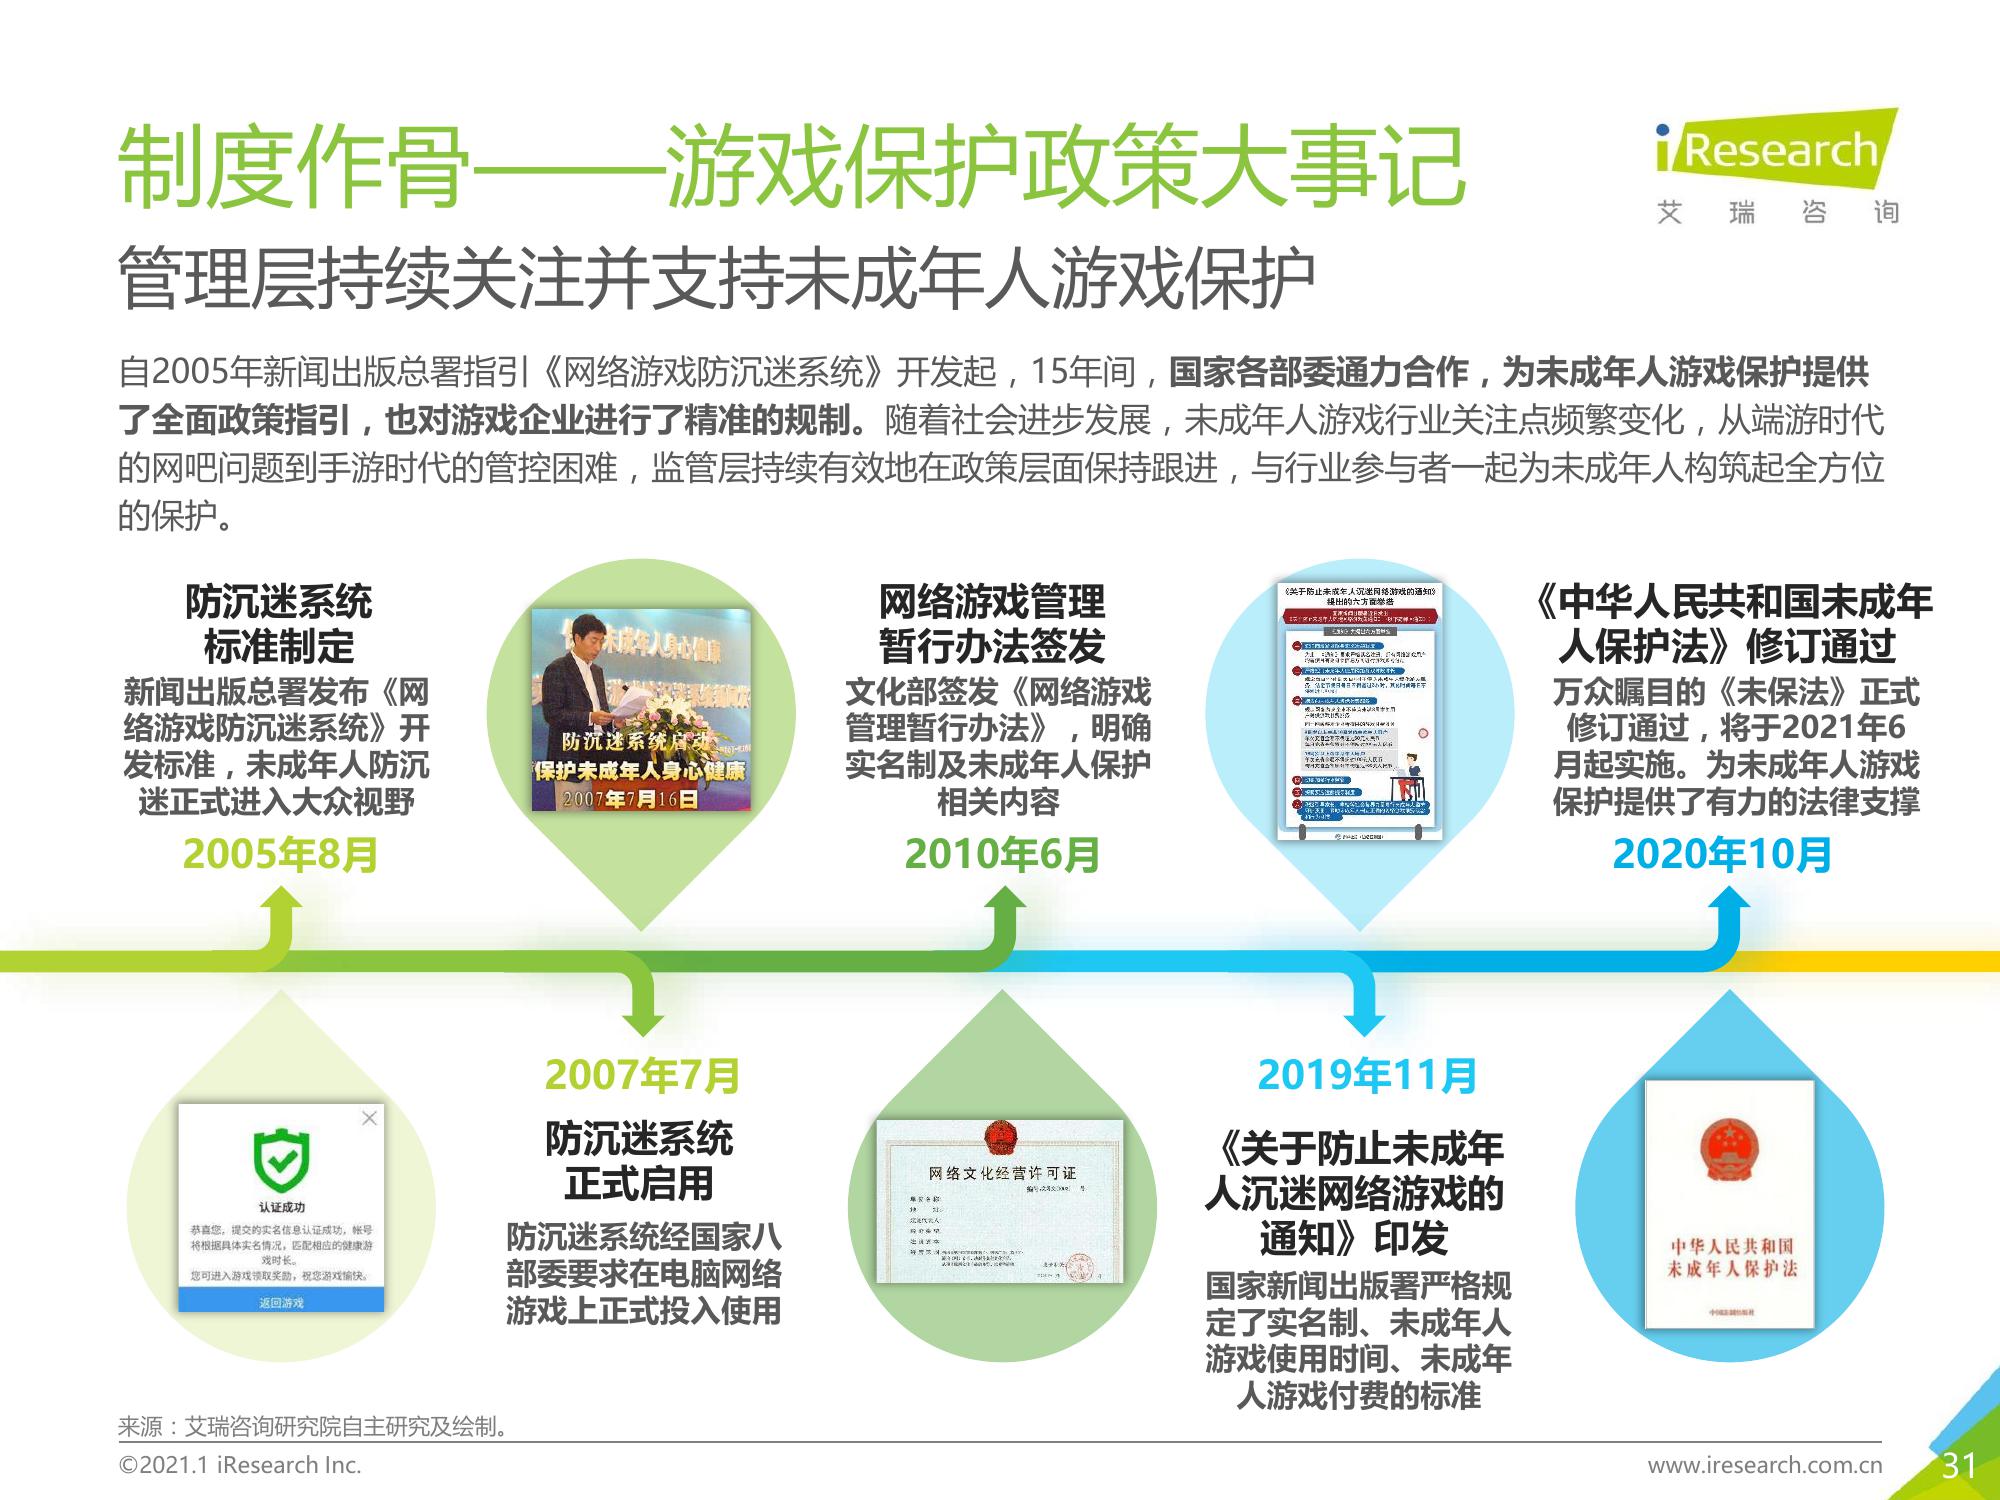 制度作骨——游戏保护政策大事记
iResearch
艾瑞咨询
管理层持续关注并支持未成年人游戏保护
自2005年新闻出版总署指引《网络游戏防沉迷系统》开发起，15年间，国家各部委通力合作，为未成年人游戏保护提供
了全面政策指引，也对游戏企业进行了精准的规制。随着社会进步发展，未成年人游戏行业关注点频繁变化，从端游时代
的网吧问题到手游时代的管控困难，监管层持续有效地在政策层面保持跟进，与行业参与者一起为未成年人构筑起全方位
的保护。
防沉迷系统
标准制定
新闻出版总署发布《网
络游戏防沉迷系统》开
发标准，未成年人防沉
迷正式进入大众视野
2005年8月
未成年人身心健康
防沉迷系统启动
保护未成年人身心健康
2007年7月16日
网络游戏管理
暂行办法签发
文化部签发《网络游戏
管理暂行办法》，明确
实名制及未成年人保护
相关内容
2010年6月
《关于防止未成年人沉迷网络游戏的通知》
提出的六方面举措
《中华人民共和国未成年
人保护法》修订通过
万众瞩目的《未保法》正式
修订通过，将于2021年6
月起实施。为未成年人游戏
保护提供了有力的法律支撑
2020年10月
认证成功
恭喜您，提交的实名信息认证成功，帐号
将根据具体实名情况，匹配相应的健康游
戏时长。
您可进入游戏领取奖励，祝您游戏愉快。
返回游戏
2007年7月
防沉迷系统
正式启用
防沉迷系统经国家八
部委要求在电脑网络
游戏上正式投入使用
网络文化经营许可证
2019年11月
《关于防止未成年
人沉迷网络游戏的
通知》印发
国家新闻出版署严格规
定了实名制、未成年人
游戏使用时间、未成年
人游戏付费的标准
中华人民共和国
未成年人保护法
来源：艾瑞咨询研究院自主研究及绘制。
©2021.1 iResearch Inc.
www.iresearch.com.cn
31